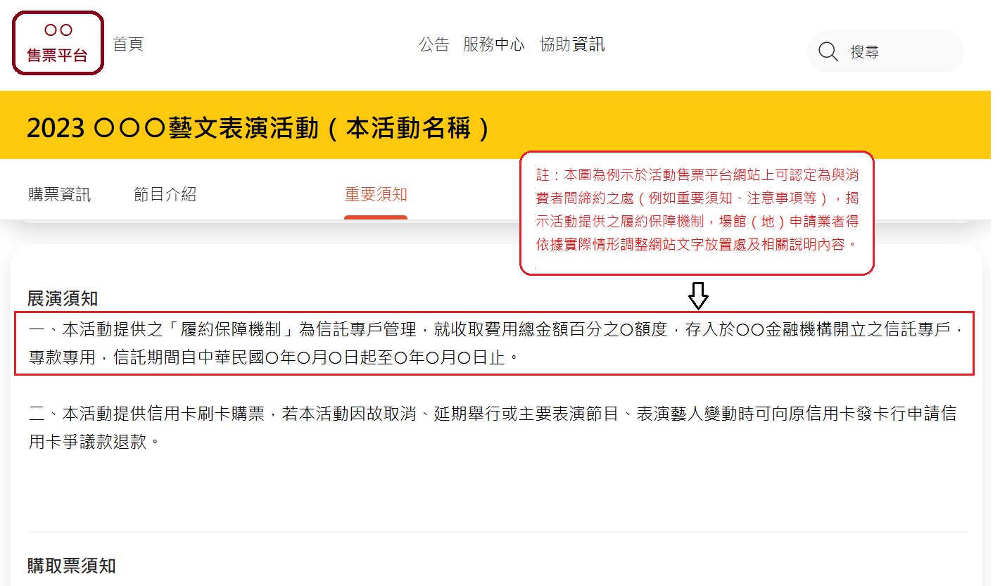 〇〇
售票平台
首頁
公告 服務中心 協助資訊
搜尋
2023 〇〇〇藝文表演活動（本活動名稱）
購票資訊 節目介紹 重要須知
註：本圖為例示於活動售票平台網站上可認定為與消
費者間締約之處（例如重要須知、注意事項等），揭
示活動提供之履約保障機制，場館（地）申請業者得
依據實際情形調整網站文字放置處及相關說明內容。
展演須知
一、本活動提供之「履約保障機制」為信託專戶管理，就收取費用總金額百分之〇額度，存入於〇〇金融機構開立之信託專戶，
專款專用，信託期間自中華民國〇年〇月〇日起至〇年〇月〇日止。
二、本活動提供信用卡刷卡購票，若本活動因故取消、延期舉行或主要表演節目、表演藝人變動時可向原信用卡發卡行申請信
用卡爭議款退款。
購取票須知